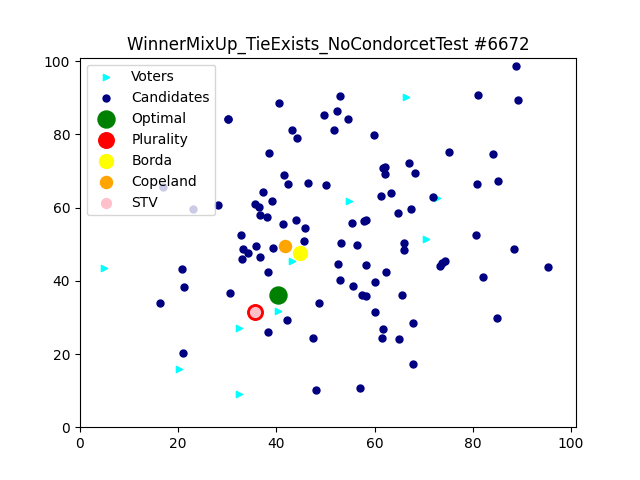 WinnerMixUp_TieExists_NoCondorcetTest #6672
Voters
Candidates
Optimal
Plurality
Borda
Copeland
STV
100
80
60
40
20
0
0 20 40 60 80 100